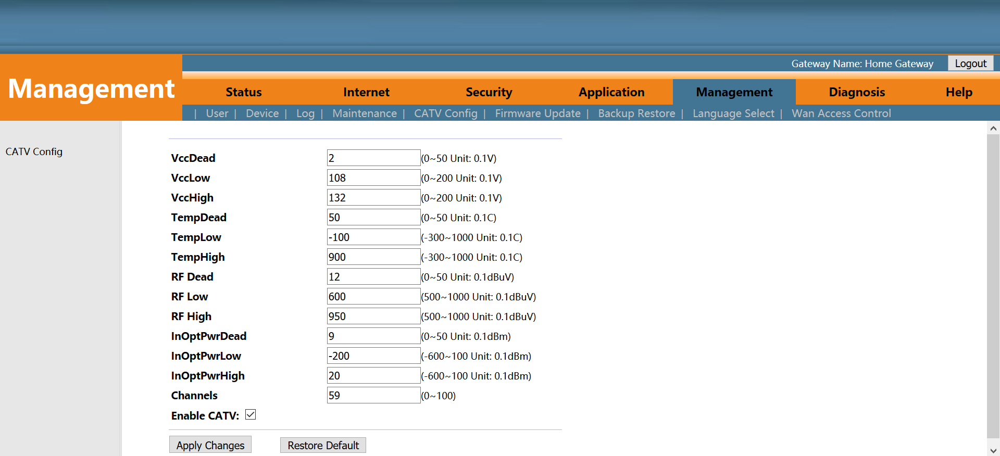 Gateway Name: Home Gateway Logout
Management
Status Internet Security Application Management Diagnosis Help
| User | Device | Log | Maintenance | CATV Config | Firmware Update | Backup Restore | Language Select | Wan Access Control
CATV Config
VccDead 2 (0~50 Unit: 0.1V)
VccLow 108 (0~200 Unit: 0.1V)
VccHigh 132 (0~200 Unit: 0.1V)
TempDead 50 (0~50 Unit: 0.1C)
TempLow -100 (-300~1000 Unit: 0.1C)
TempHigh 900 (-300~1000 Unit: 0.1C)
RF Dead 12 (0~50 Unit: 0.1dBuV)
RF Low 600 (500~1000 Unit: 0.1dBuV)
RF High 950 (500~1000 Unit: 0.1dBuV)
InOptPwrDead 9 (0~50 Unit: 0.1dBm)
InOptPwrLow -200 (-600~100 Unit: 0.1dBm)
InOptPwrHigh 20 (-600~100 Unit: 0.1dBm)
Channels 59 (0~100)
Enable CATV:
Apply Changes Restore Default